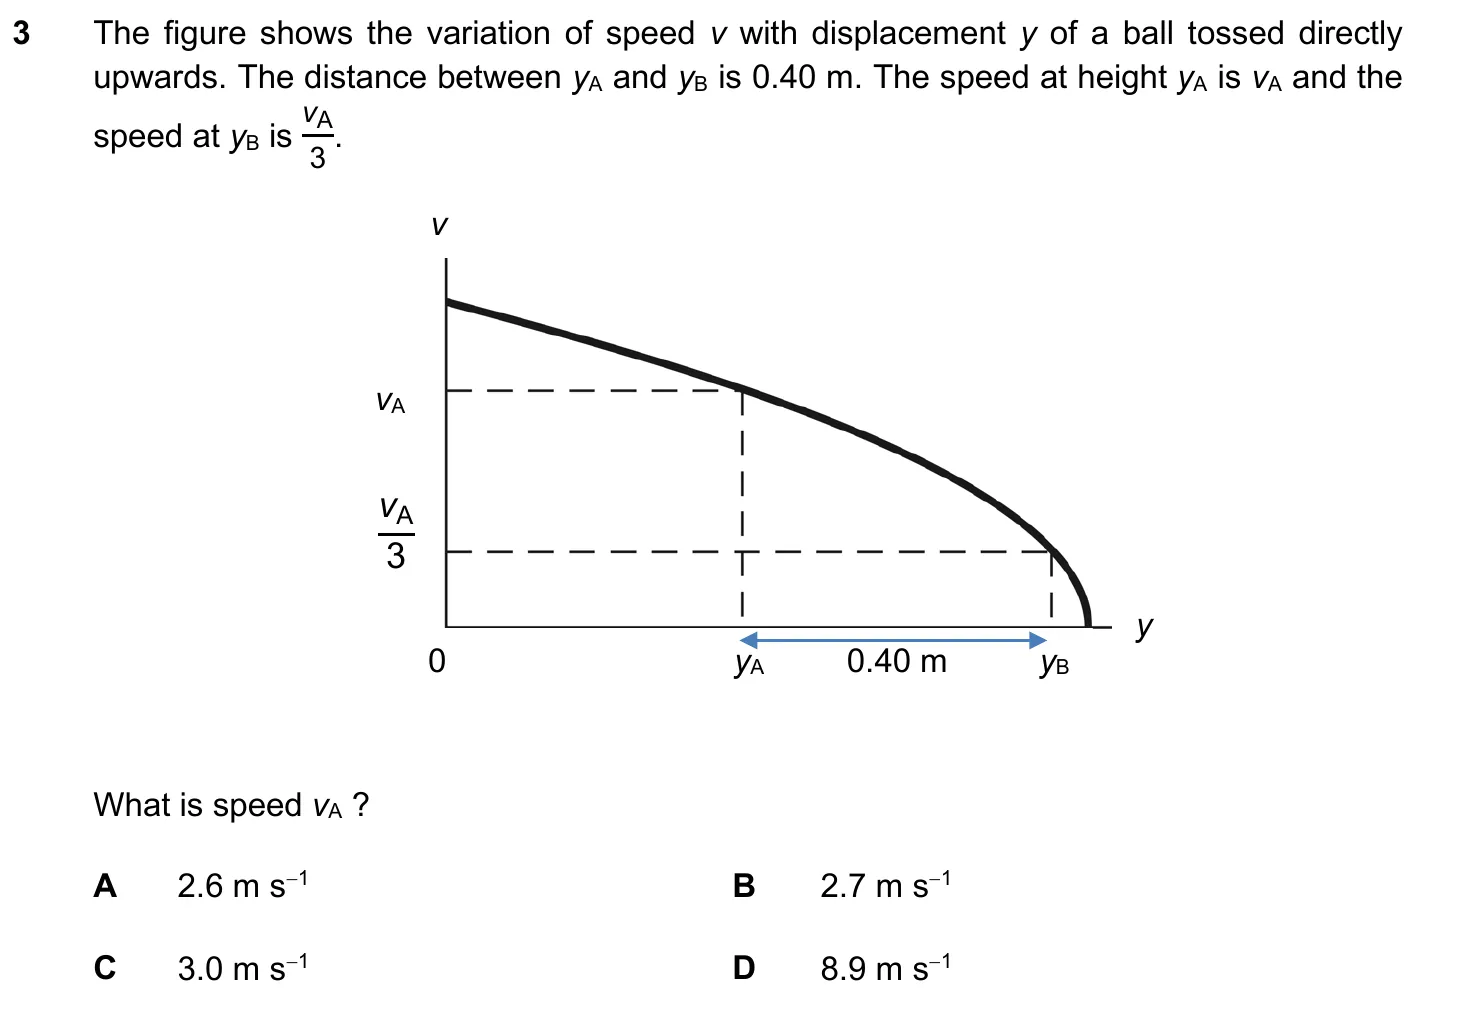 3 The figure shows the variation of speed v with displacement y of a ball tossed directly
upwards. The distance between yA and yB is 0.40 m. The speed at height yA is vA and the
speed at yB is vA/3.
v
vA
vA
3
0
yA
0.40 m
yB
y
What is speed vA ?
A 2.6 m s⁻¹ B 2.7 m s⁻¹
C 3.0 m s⁻¹ D 8.9 m s⁻¹